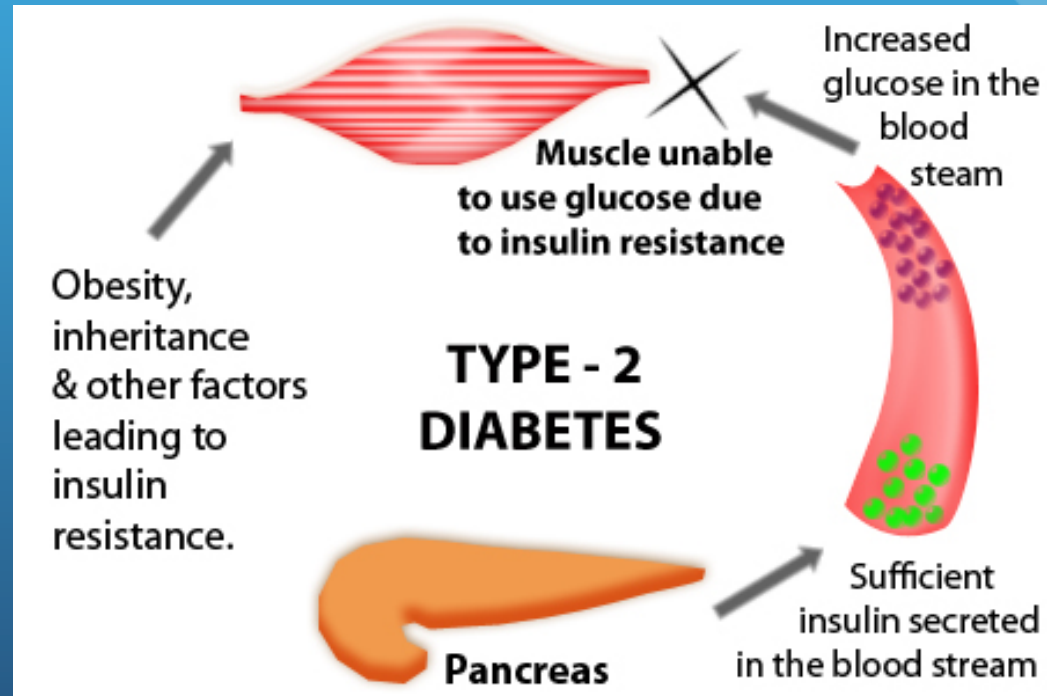 Increased
glucose in the
blood
steam
Muscle unable
to use glucose due
to insulin resistance
Obesity,
inheritance
& other factors
leading to
insulin
resistance.
TYPE - 2
DIABETES
Sufficient
insulin secreted
in the blood stream
Pancreas